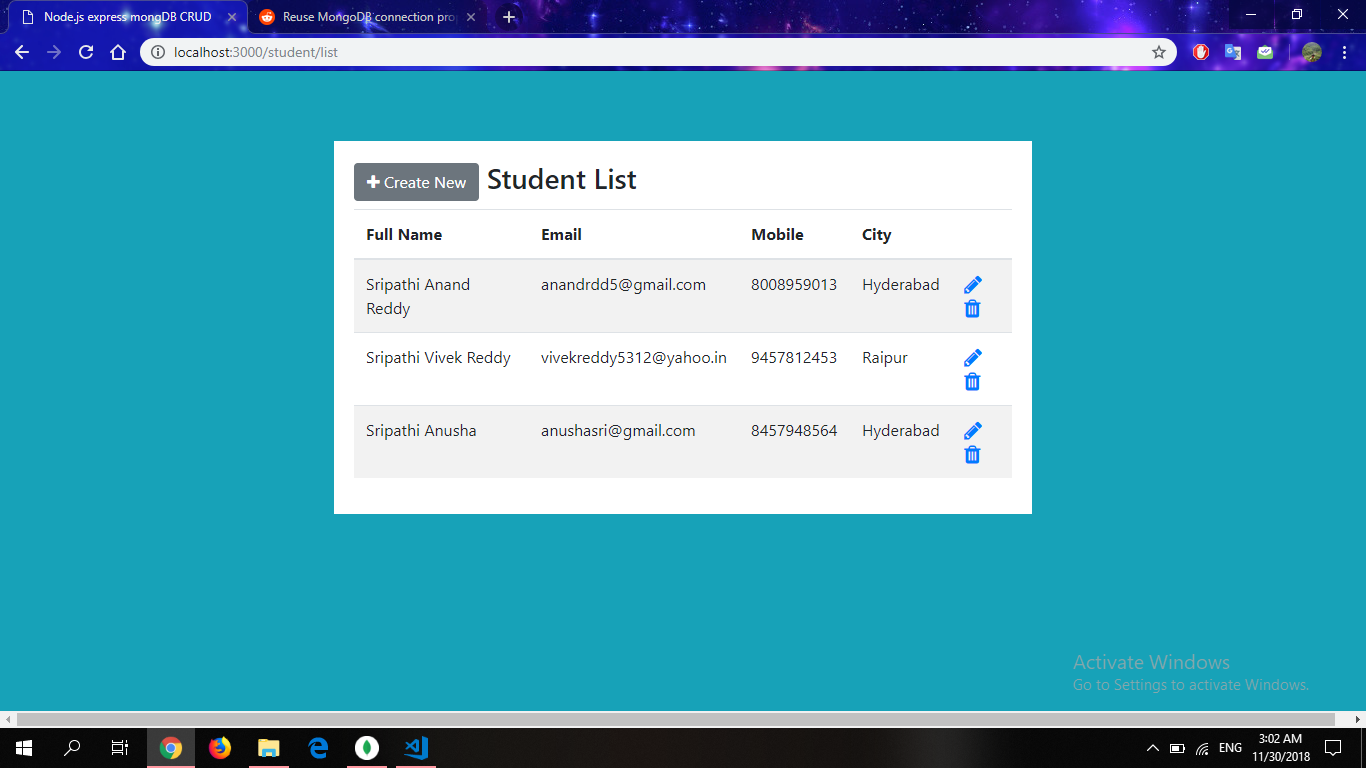 Node.js express mongDB CRUD
Reuse MongoDB connection pro
localhost:3000/student/list
Create New
Student List
Full Name Email Mobile City
Sripathi Anand Reddy anandrdd5@gmail.com 8008959013 Hyderabad
Sripathi Vivek Reddy vivekreddy5312@yahoo.in 9457812453 Raipur
Sripathi Anusha anushasri@gmail.com 8457948564 Hyderabad
Activate Windows
Go to Settings to activate Windows.
ENG
3:02 AM
11/30/2018